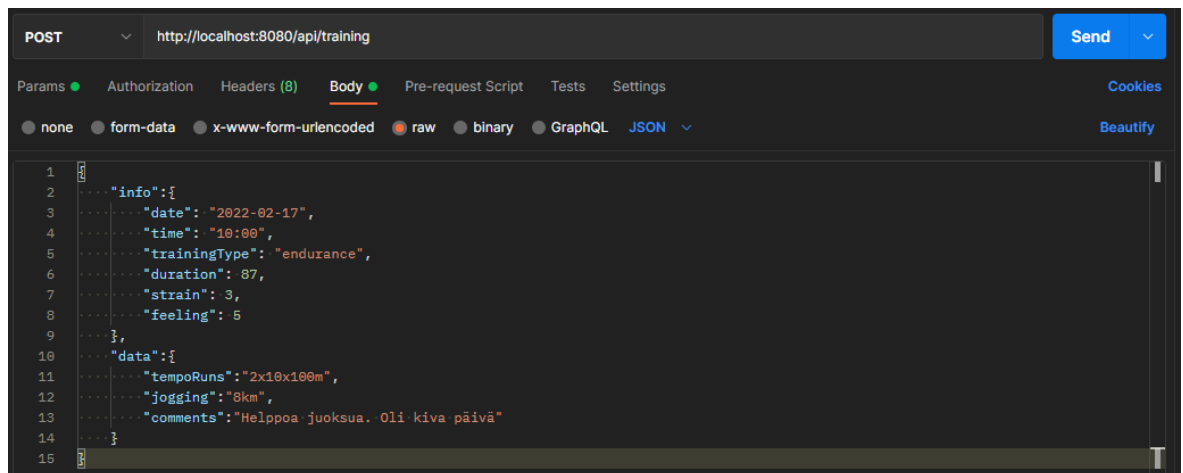 POST http://localhost:8080/api/training Send
Params Authorization Headers (8) Body Pre-request Script Tests Settings Cookies
none form-data x-www-form-urlencoded raw binary GraphQL JSON Beautify
1 {
2 "info":{
3 "date": "2022-02-17",
4 "time": "10:00",
5 "trainingType": "endurance",
6 "duration": 87,
7 "strain": 3,
8 "feeling": 5
9 },
10 "data":{
11 "tempoRuns":"2x10x100m",
12 "jogging":"8km",
13 "comments":"Helppoa juoksua. Oli kiva päivä"
14 }
15 }